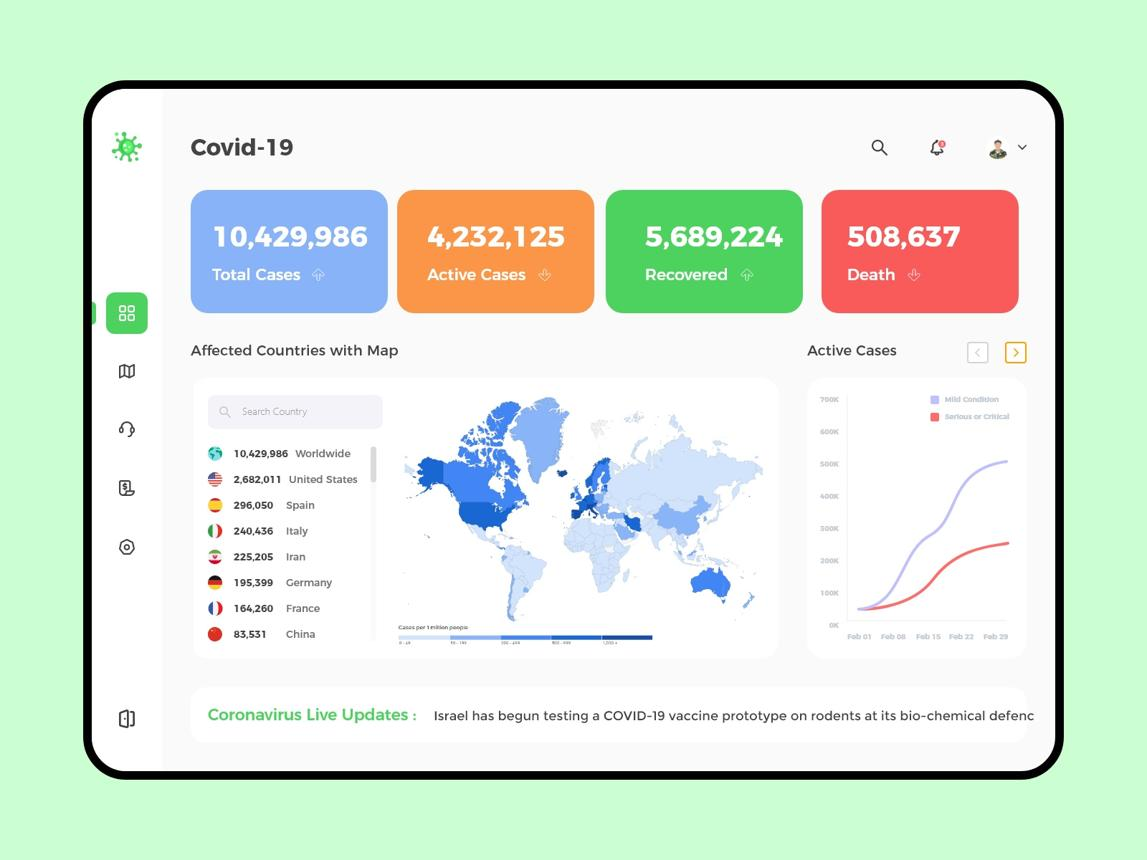 Covid-19
10,429,986
Total Cases
4,232,125
Active Cases
5,689,224
Recovered
508,637
Death
Affected Countries with Map
Search Country
10,429,986 Worldwide
2,682,011 United States
296,050 Spain
240,436 Italy
225,205 Iran
195,399 Germany
164,260 France
83,531 China
Cases per 1million people
Active Cases
Mild Condition
Serious or Critical
700K
600K
500K
400K
300K
200K
100K
0K
Feb 01 Feb 08 Feb 15 Feb 22 Feb 29
Coronavirus Live Updates : Israel has begun testing a COVID-19 vaccine prototype on rodents at its bio-chemical defenc